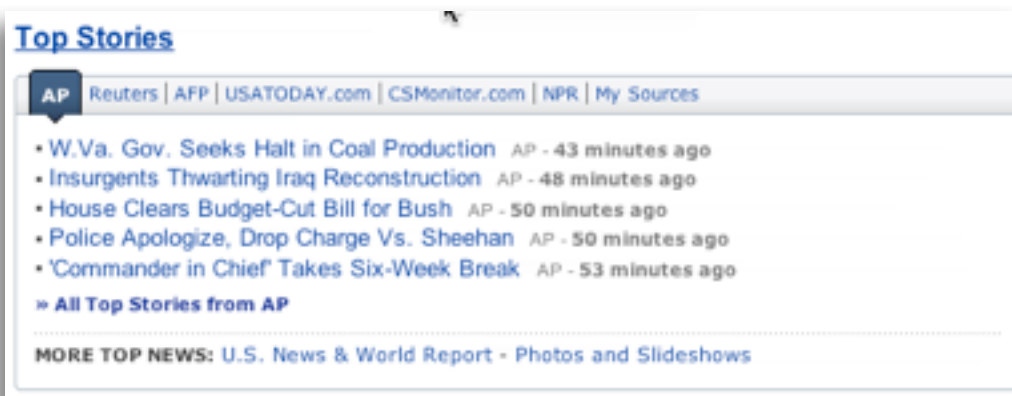 Top Stories
AP Reuters | AFP | USATODAY.com | CSMonitor.com | NPR | My Sources
▪ W.Va. Gov. Seeks Halt in Coal Production AP - 43 minutes ago
▪ Insurgents Thwarting Iraq Reconstruction AP - 48 minutes ago
▪ House Clears Budget-Cut Bill for Bush AP - 50 minutes ago
▪ Police Apologize, Drop Charge Vs. Sheehan AP - 50 minutes ago
▪ 'Commander in Chief' Takes Six-Week Break AP - 53 minutes ago
» All Top Stories from AP
MORE TOP NEWS: U.S. News & World Report - Photos and Slideshows